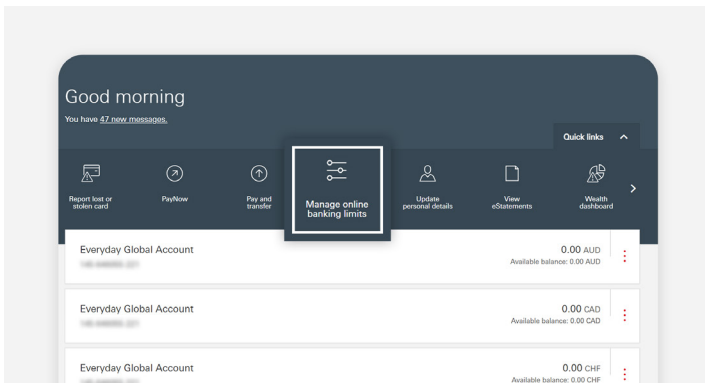 Good morning
You have 47 new messages.
Quick links
Report lost or
stolen card
PayNow
Pay and
transfer
Manage online
banking limits
Update
personal details
View
eStatements
Wealth
dashboard
Everyday Global Account
0.00 AUD
Available balance: 0.00 AUD
Everyday Global Account
0.00 CAD
Available balance: 0.00 CAD
Everyday Global Account
0.00 CHF
Available balance: 0.00 CHF